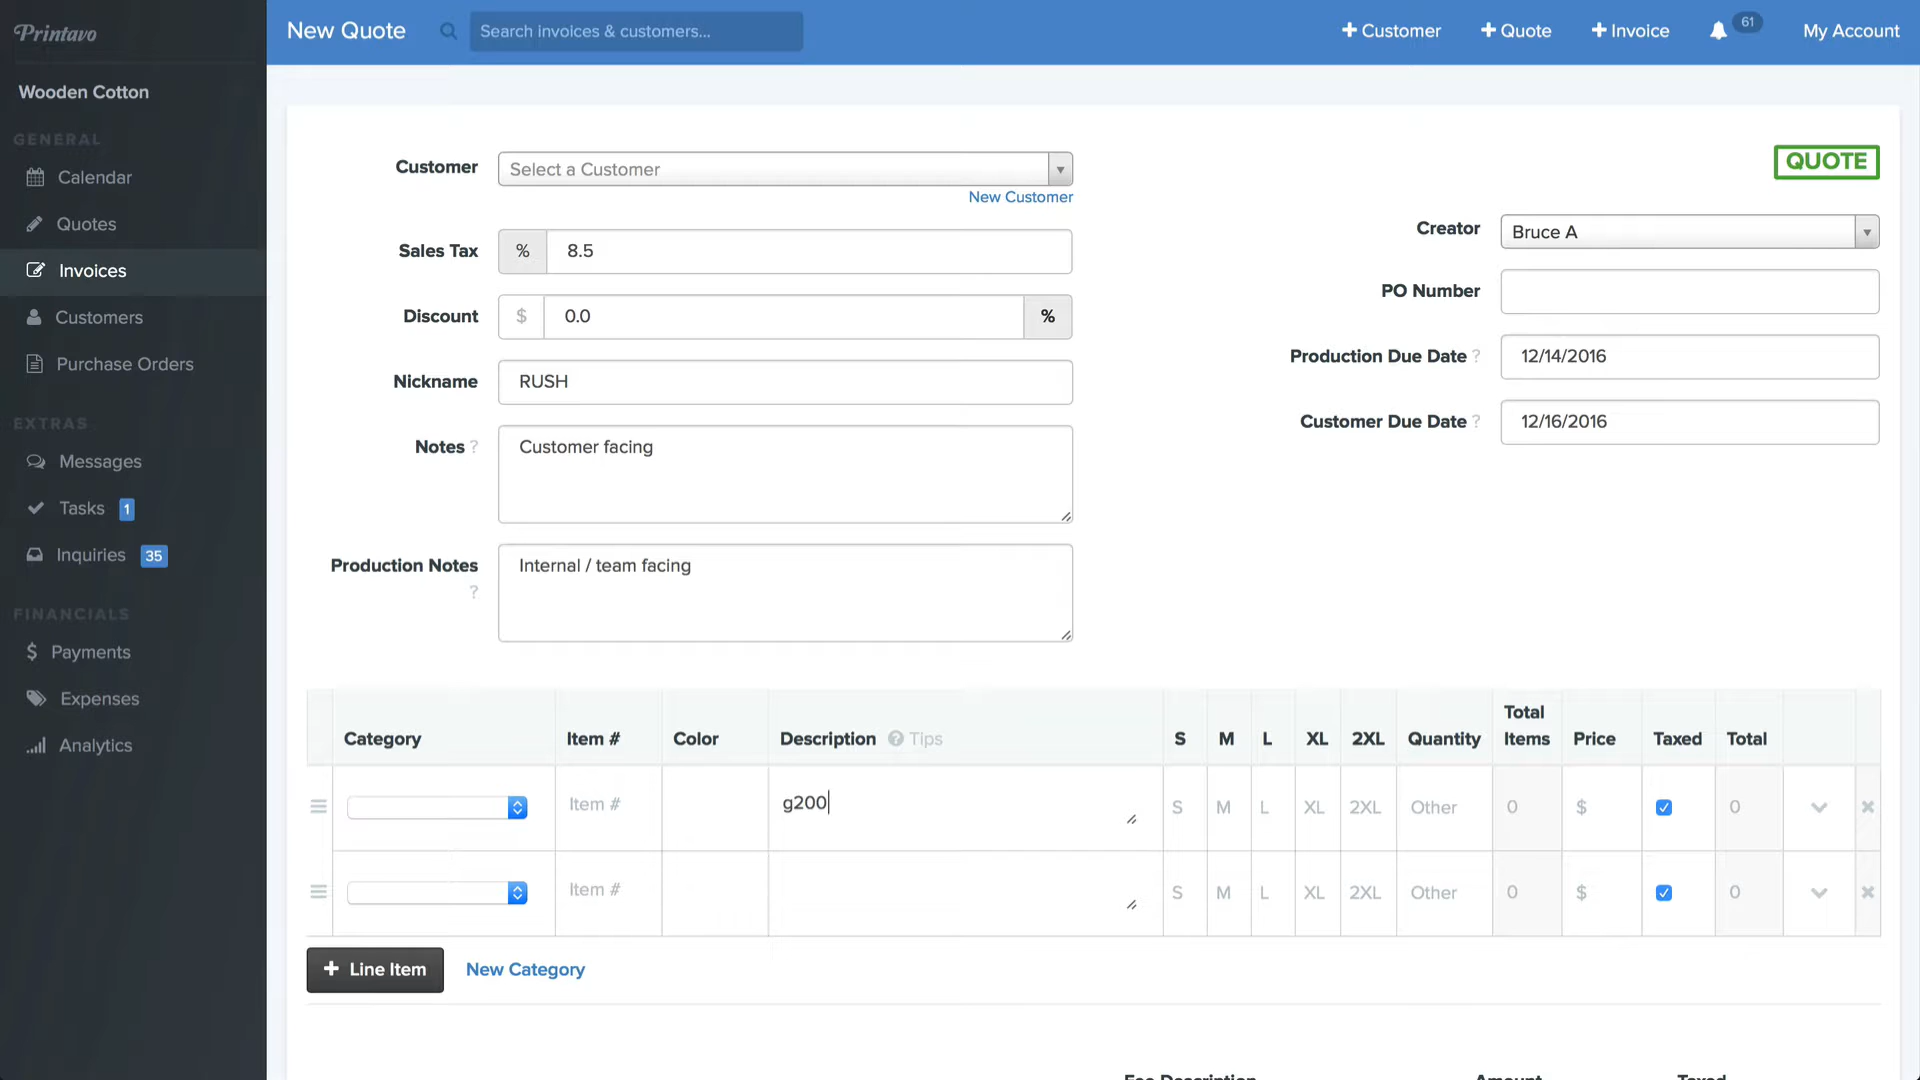 Printavo
New Quote
Search invoices & customers...
+ Customer
+ Quote
+ Invoice
61
My Account
Wooden Cotton
GENERAL
Calendar
Quotes
Invoices
Customers
Purchase Orders
EXTRAS
Messages
Tasks 1
Inquiries 35
FINANCIALS
$ Payments
Expenses
Analytics
Customer
Select a Customer
New Customer
Sales Tax
% 8.5
Discount
$ 0.0 %
Nickname
RUSH
Notes ?
Customer facing
Production Notes
?
Internal / team facing
QUOTE
Creator
Bruce A
PO Number
Production Due Date ?
12/14/2016
Customer Due Date ?
12/16/2016
Category Item # Color Description ? Tips S M L XL 2XL Quantity Total Items Price Taxed Total
Item # g200 S M L XL 2XL Other 0 $ 0
Item # S M L XL 2XL Other 0 $ 0
+ Line Item
New Category
Fee Description Amount Taxed